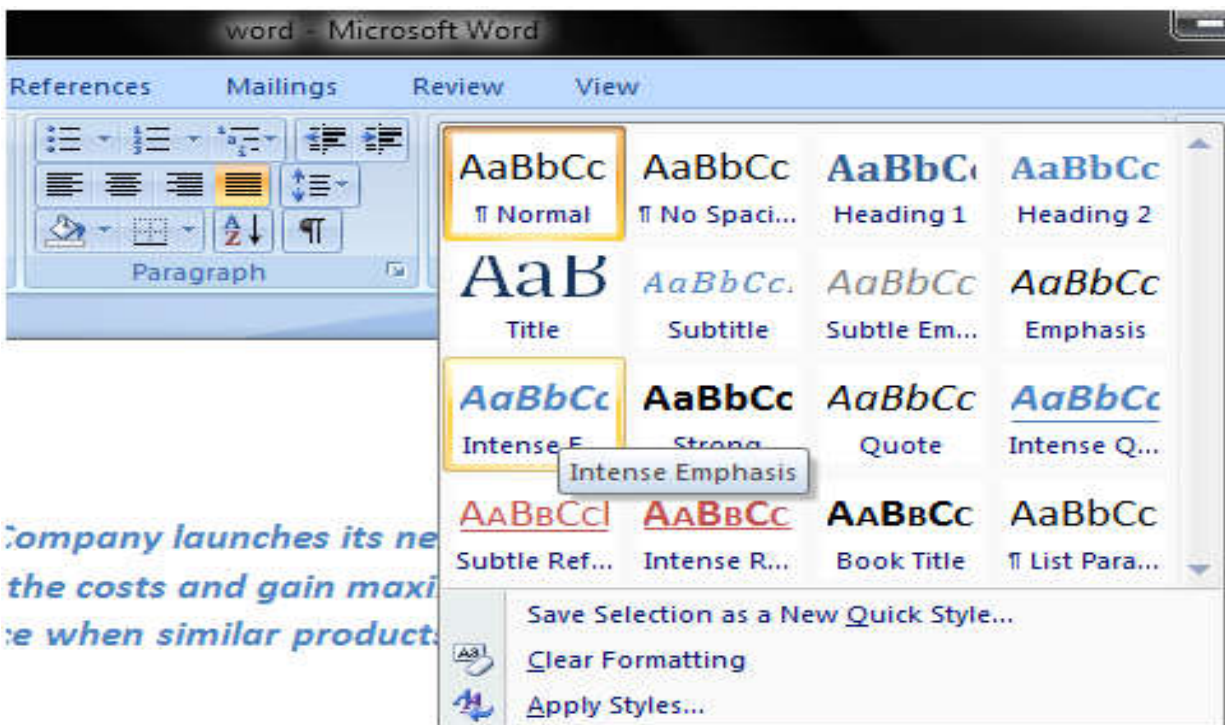 word - Microsoft Word
References Mailings Review View
Paragraph
AaBbCc AaBbCc AaBbC AaBbCc
¶ Normal ¶ No Spaci... Heading 1 Heading 2
AaB AaBbCc. AaBbCc AaBbCc
Title Subtitle Subtle Em... Emphasis
AaBbCc AaBbCc AaBbCc AaBbCc
Intense E... Strong Quote Intense Q...
Intense Emphasis
AaBbCc AaBbCc AaBbCc AaBbCc
Subtle Ref... Intense R... Book Title ¶ List Para...
Company launches its ne
the costs and gain maxi
ce when similar products
Save Selection as a New Quick Style...
Clear Formatting
Apply Styles...